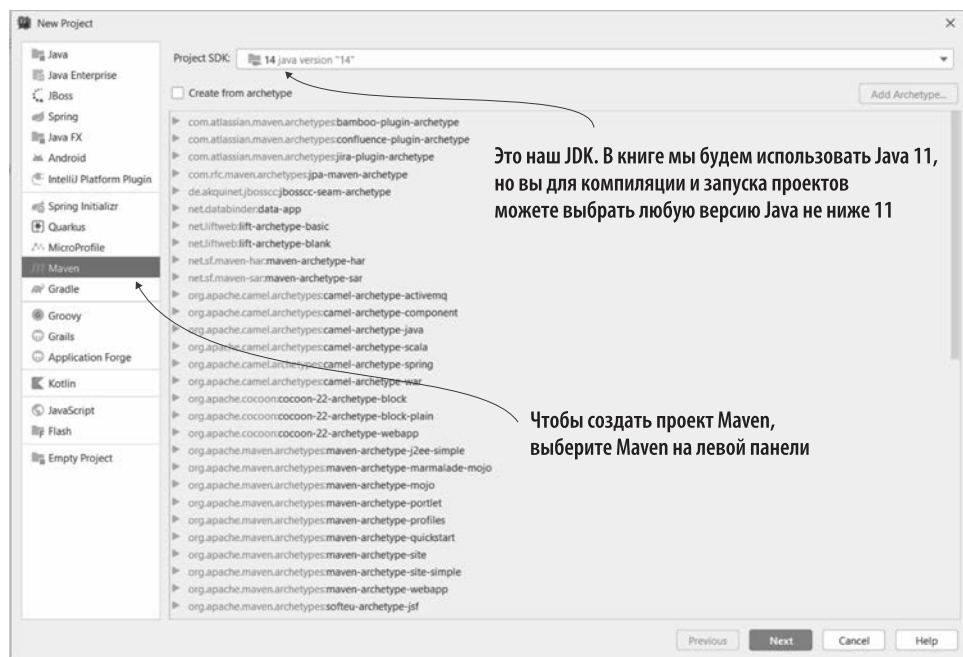 New Project
Java
Java Enterprise
JBoss
Spring
Java FX
Android
IntelliJ Platform Plugin
Spring Initializr
Quarkus
MicroProfile
Maven
Gradle
Groovy
Grails
Application Forge
Kotlin
JavaScript
Flash
Empty Project
Project SDK: 14 java version "14"
Create from archetype
Add Archetype...
com.atlassian.maven.archetypes:bamboo-plugin-archetype
com.atlassian.maven.archetypes:confluence-plugin-archetype
com.atlassian.maven.archetypes:jira-plugin-archetype
com.rfc.maven.archetypes:jpa-maven-archetype
de.akquinet.jbosscc:jbosscc-seam-archetype
net.databinder:data-app
net.liftweb:lift-archetype-basic
net.liftweb:lift-archetype-blank
net.sf.maven-har:maven-archetype-har
net.sf.maven-sar:maven-archetype-sar
org.apache.camel.archetypes:camel-archetype-activemq
org.apache.camel.archetypes:camel-archetype-component
org.apache.camel.archetypes:camel-archetype-java
org.apache.camel.archetypes:camel-archetype-scala
org.apache.camel.archetypes:camel-archetype-spring
org.apache.camel.archetypes:camel-archetype-war
org.apache.cocoon:cocoon-22-archetype-block
org.apache.cocoon:cocoon-22-archetype-block-plain
org.apache.cocoon:cocoon-22-archetype-webapp
org.apache.maven.archetypes:maven-archetype-j2ee-simple
org.apache.maven.archetypes:maven-archetype-marmalade-mojo
org.apache.maven.archetypes:maven-archetype-mojo
org.apache.maven.archetypes:maven-archetype-portlet
org.apache.maven.archetypes:maven-archetype-profiles
org.apache.maven.archetypes:maven-archetype-quickstart
org.apache.maven.archetypes:maven-archetype-site
org.apache.maven.archetypes:maven-archetype-site-simple
org.apache.maven.archetypes:maven-archetype-webapp
org.apache.maven.archetypes:softeu-archetype-jsf
Это наш JDK. В книге мы будем использовать Java 11,
но вы для компиляции и запуска проектов
можете выбрать любую версию Java не ниже 11
Чтобы создать проект Maven,
выберите Maven на левой панели
Previous
Next
Cancel
Help